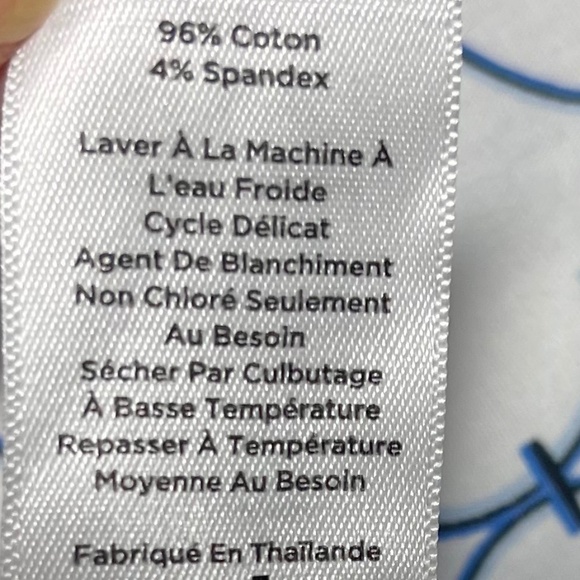 96% Coton
4% Spandex
Laver À La Machine À
L'eau Froide
Cycle Délicat
Agent De Blanchiment
Non Chloré Seulement
Au Besoin
Sécher Par Culbutage
À Basse Température
Repasser À Température
Moyenne Au Besoin
Fabriqué En Thaïlande